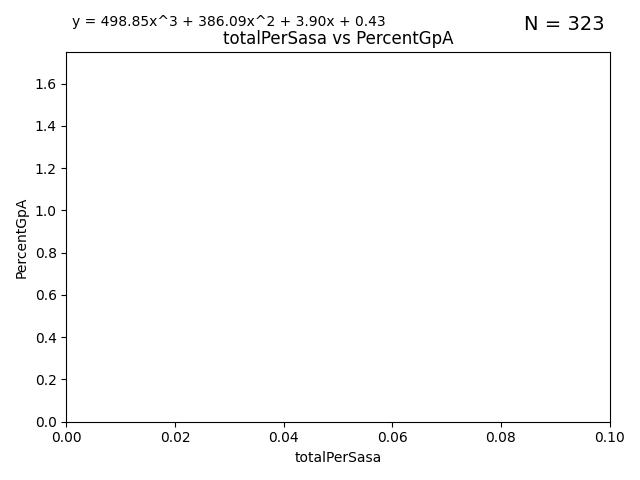 y = 498.85x^3 + 386.09x^2 + 3.90x + 0.43
N = 323
totalPerSasa vs PercentGpA
1.6
1.4
1.2
1.0
0.8
0.6
0.4
0.2
0.0
PercentGpA
0.00 0.02 0.04 0.06 0.08 0.10
totalPerSasa